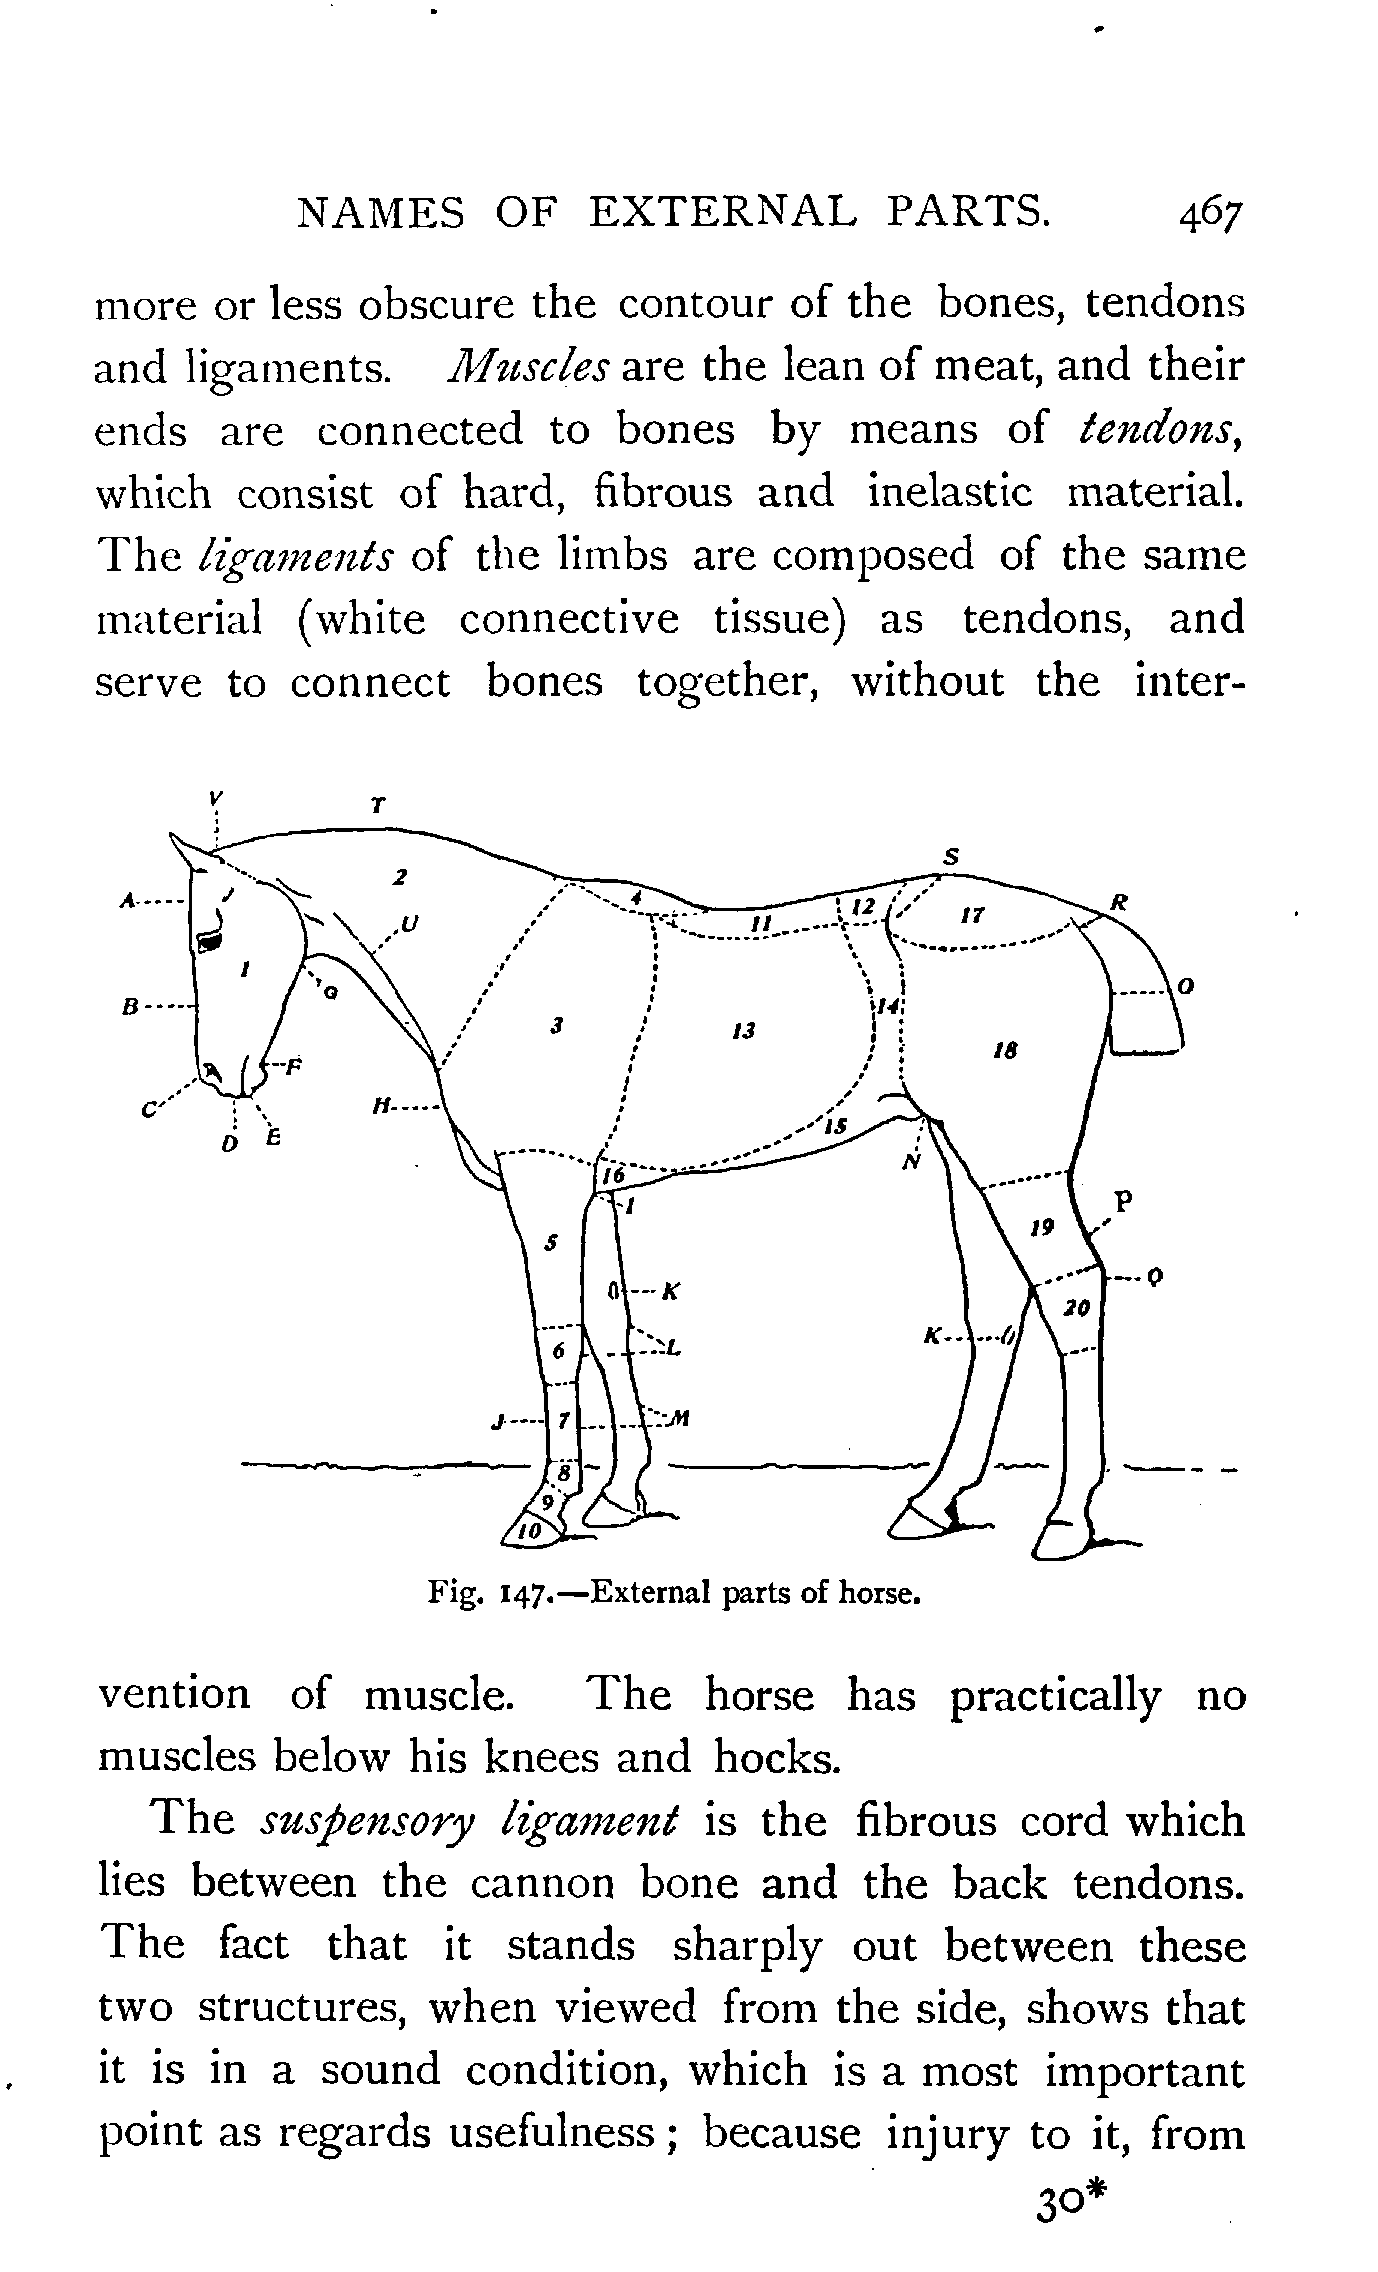 NAMES OF EXTERNAL PARTS. 467
more or less obscure the contour of the bones, tendons
and ligaments. Muscles are the lean of meat, and their
ends are connected to bones by means of tendons,
which consist of hard, fibrous and inelastic material.
The ligaments of the limbs are composed of the same
material (white connective tissue) as tendons, and
serve to connect bones together, without the inter-
V
T
S
2
A
4
R
U
11
12
17
1
G
O
B
3
13
14
18
F
C
H
D
E
15
N
16
I
P
5
19
K
Q
20
6
L
K
J
7
M
8
9
10
Fig. 147.—External parts of horse.
vention of muscle. The horse has practically no
muscles below his knees and hocks.
The suspensory ligament is the fibrous cord which
lies between the cannon bone and the back tendons.
The fact that it stands sharply out between these
two structures, when viewed from the side, shows that
it is in a sound condition, which is a most important
point as regards usefulness; because injury to it, from
30*